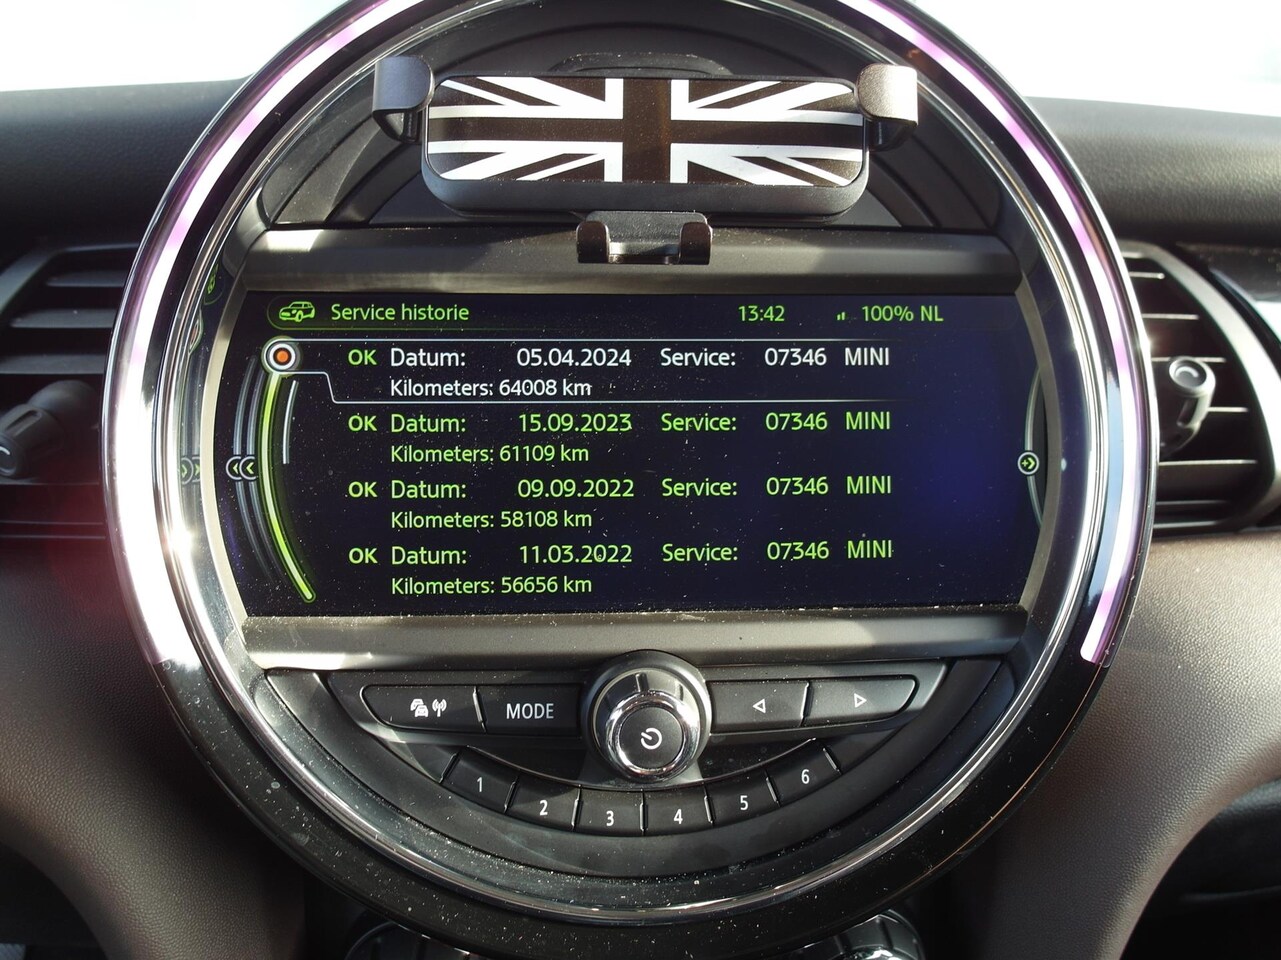 Service historie 13:42 100% NL
OK Datum: 05.04.2024 Service: 07346 MINI
Kilometers: 64008 km
OK Datum: 15.09.2023 Service: 07346 MINI
Kilometers: 61109 km
OK Datum: 09.09.2022 Service: 07346 MINI
Kilometers: 58108 km
OK Datum: 11.03.2022 Service: 07346 MINI
Kilometers: 56656 km
MODE
1 2 3 4 5 6